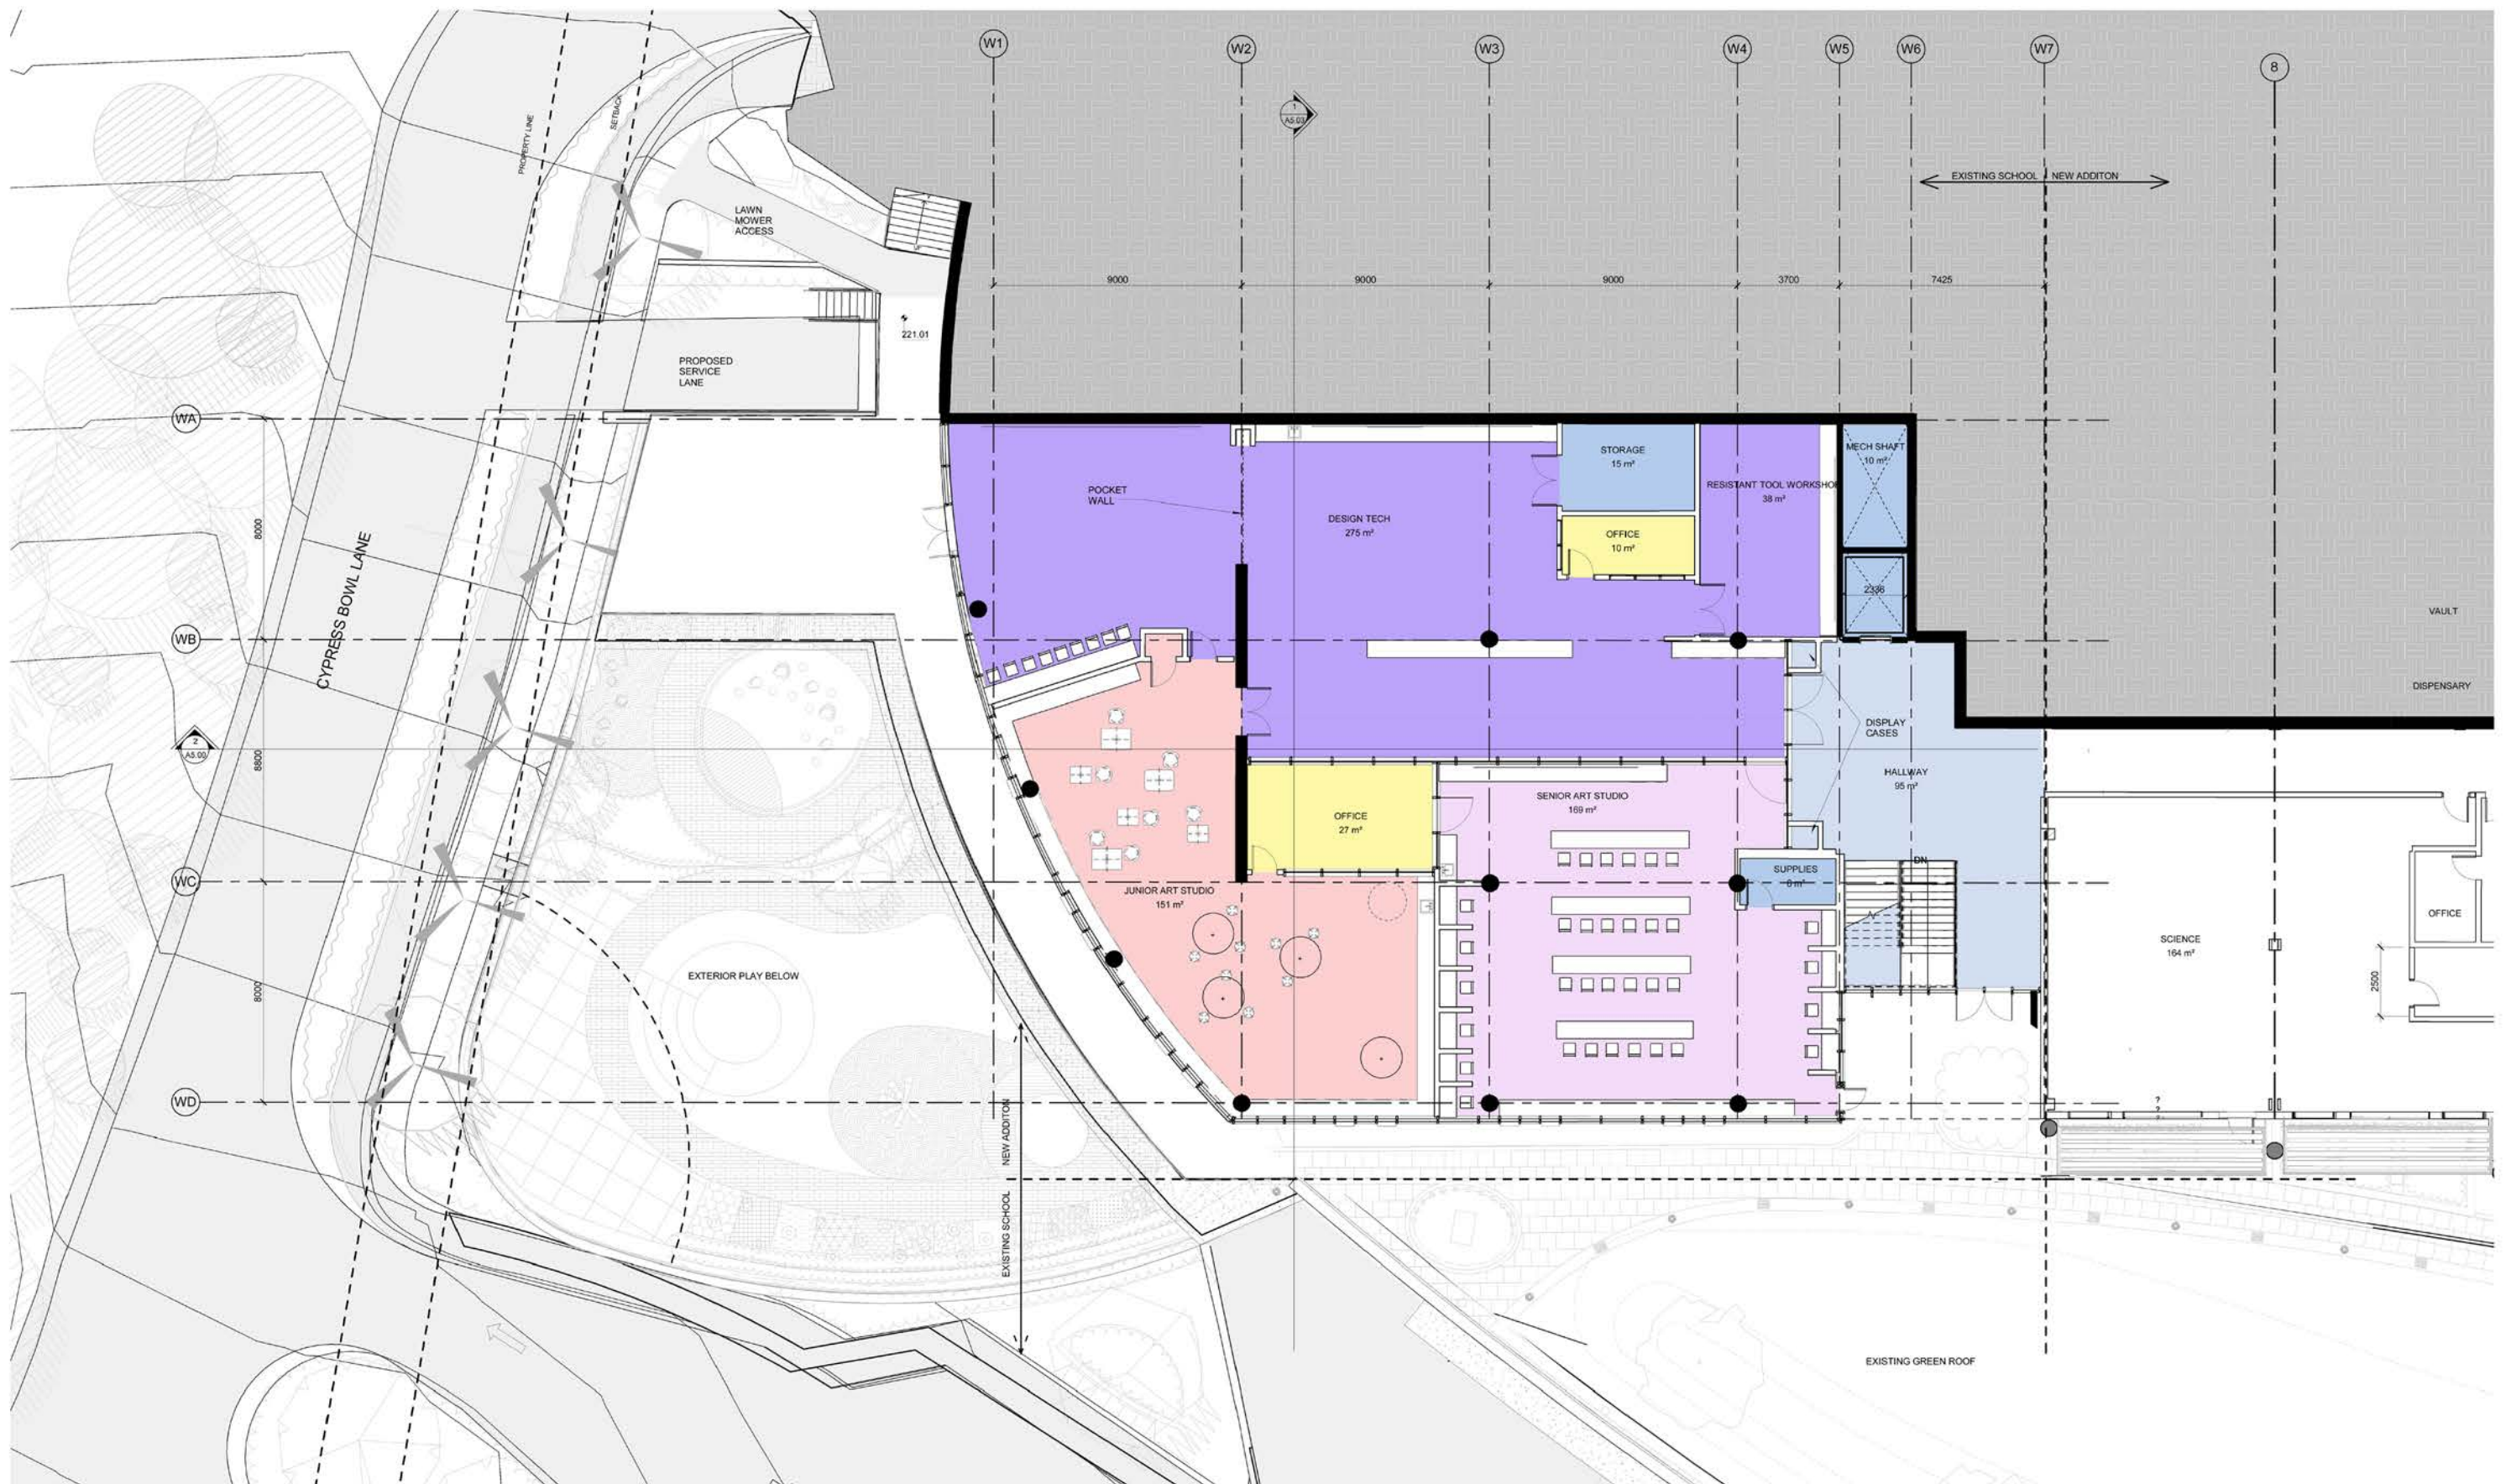 W1
W2
W3
W4
W5
W6
W7
8
1
A5.03
PROPERTY LINE
SETBACK
EXISTING SCHOOL
NEW ADDITON
LAWN
MOWER
ACCESS
UP
9000
9000
9000
3700
7425
221.01
PROPOSED
SERVICE
LANE
WA
STORAGE
15 m²
MECH SHAFT
10 m²
POCKET
WALL
RESISTANT TOOL WORKSHOP
38 m²
DESIGN TECH
275 m²
OFFICE
10 m²
8000
CYPRESS BOWL LANE
2336
VAULT
WB
DISPENSARY
2
A5.00
8800
DISPLAY
CASES
HALLWAY
95 m²
SENIOR ART STUDIO
169 m²
OFFICE
27 m²
DN
SUPPLIES
6 m²
WC
JUNIOR ART STUDIO
151 m²
OFFICE
SCIENCE
164 m²
EXTERIOR PLAY BELOW
8000
2500
WD
?
?
NEW ADDITON
EXISTING SCHOOL
EXISTING GREEN ROOF